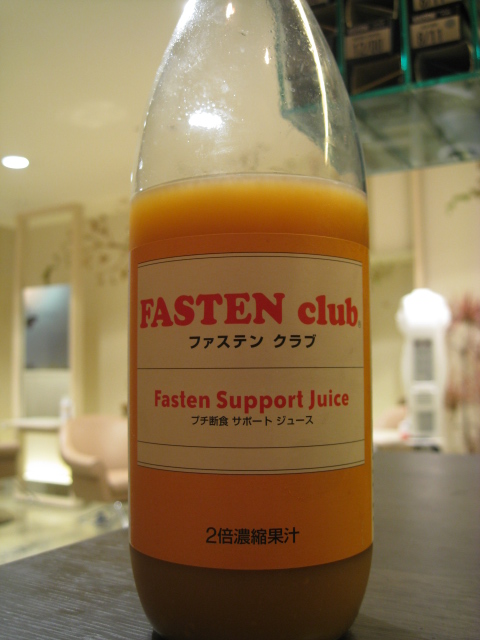 FASTEN club®
ファステン クラブ
Fasten Support Juice
プチ断食 サポート ジュース
2倍濃縮果汁